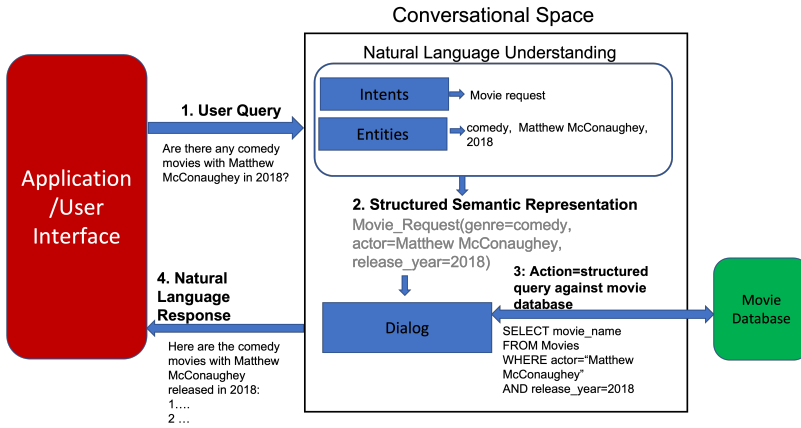 Conversational Space
Natural Language Understanding
Intents
Movie request
Entities
comedy, Matthew McConaughey,
2018
1. User Query
Are there any comedy
movies with Matthew
McConaughey in 2018?
Application
/User
Interface
2. Structured Semantic Representation
Movie_Request(genre=comedy,
actor=Matthew McConaughey,
release_year=2018)
3: Action=structured
query against movie
database
4. Natural
Language
Response
Dialog
Movie
Database
SELECT movie_name
FROM Movies
WHERE actor=“Matthew
McConaughey”
AND release_year=2018
Here are the comedy
movies with Matthew
McConaughey
released in 2018:
1….
2 …